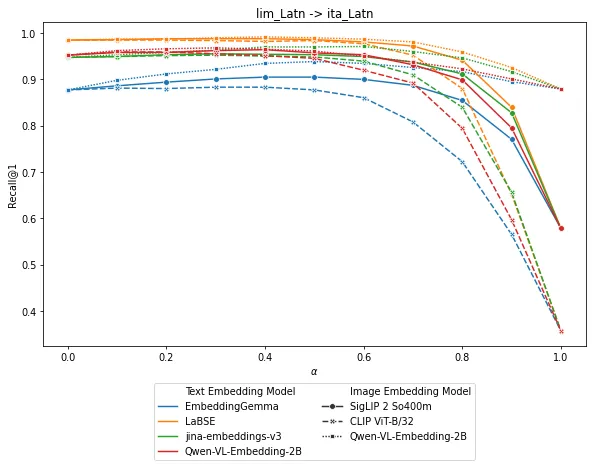 lim_Latn -> ita_Latn
Recall@1
1.0
0.9
0.8
0.7
0.6
0.5
0.4
0.0 0.2 0.4 0.6 0.8 1.0
α
Text Embedding Model Image Embedding Model
EmbeddingGemma SigLIP 2 So400m
LaBSE CLIP ViT-B/32
jina-embeddings-v3 Qwen-VL-Embedding-2B
Qwen-VL-Embedding-2B